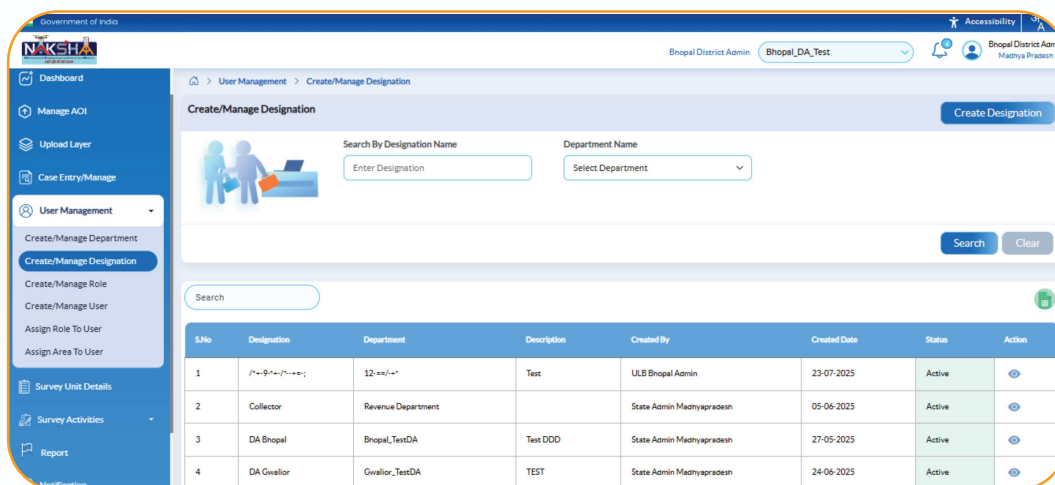 Government of India
Accessibility
अ
A
NAKSHA
Bhopal District Admin
Bhopal_DA_Test
4
Bhopal District Adm
Madhya Pradesh
Dashboard
Manage AOI
Upload Layer
Case Entry/Manage
User Management
Create/Manage Department
Create/Manage Designation
Create/Manage Role
Create/Manage User
Assign Role To User
Assign Area To User
Survey Unit Details
Survey Activities
Report
Notification
> User Management > Create/Manage Designation
Create/Manage Designation
Create Designation
Search By Designation Name
Department Name
Enter Designation
Select Department
Search
Clear
Search
S.No Designation Department Description Created By Created Date Status Action
1 Test ULB Bhopal Admin 23-07-2025 Active
2 Collector Revenue Department State Admin Madhyapradesh 05-06-2025 Active
3 DA Bhopal Bhopal_TestDA Test DDD State Admin Madhyapradesh 27-05-2025 Active
4 DA Gwalior Gwalior_TestDA TEST State Admin Madhyapradesh 24-06-2025 Active